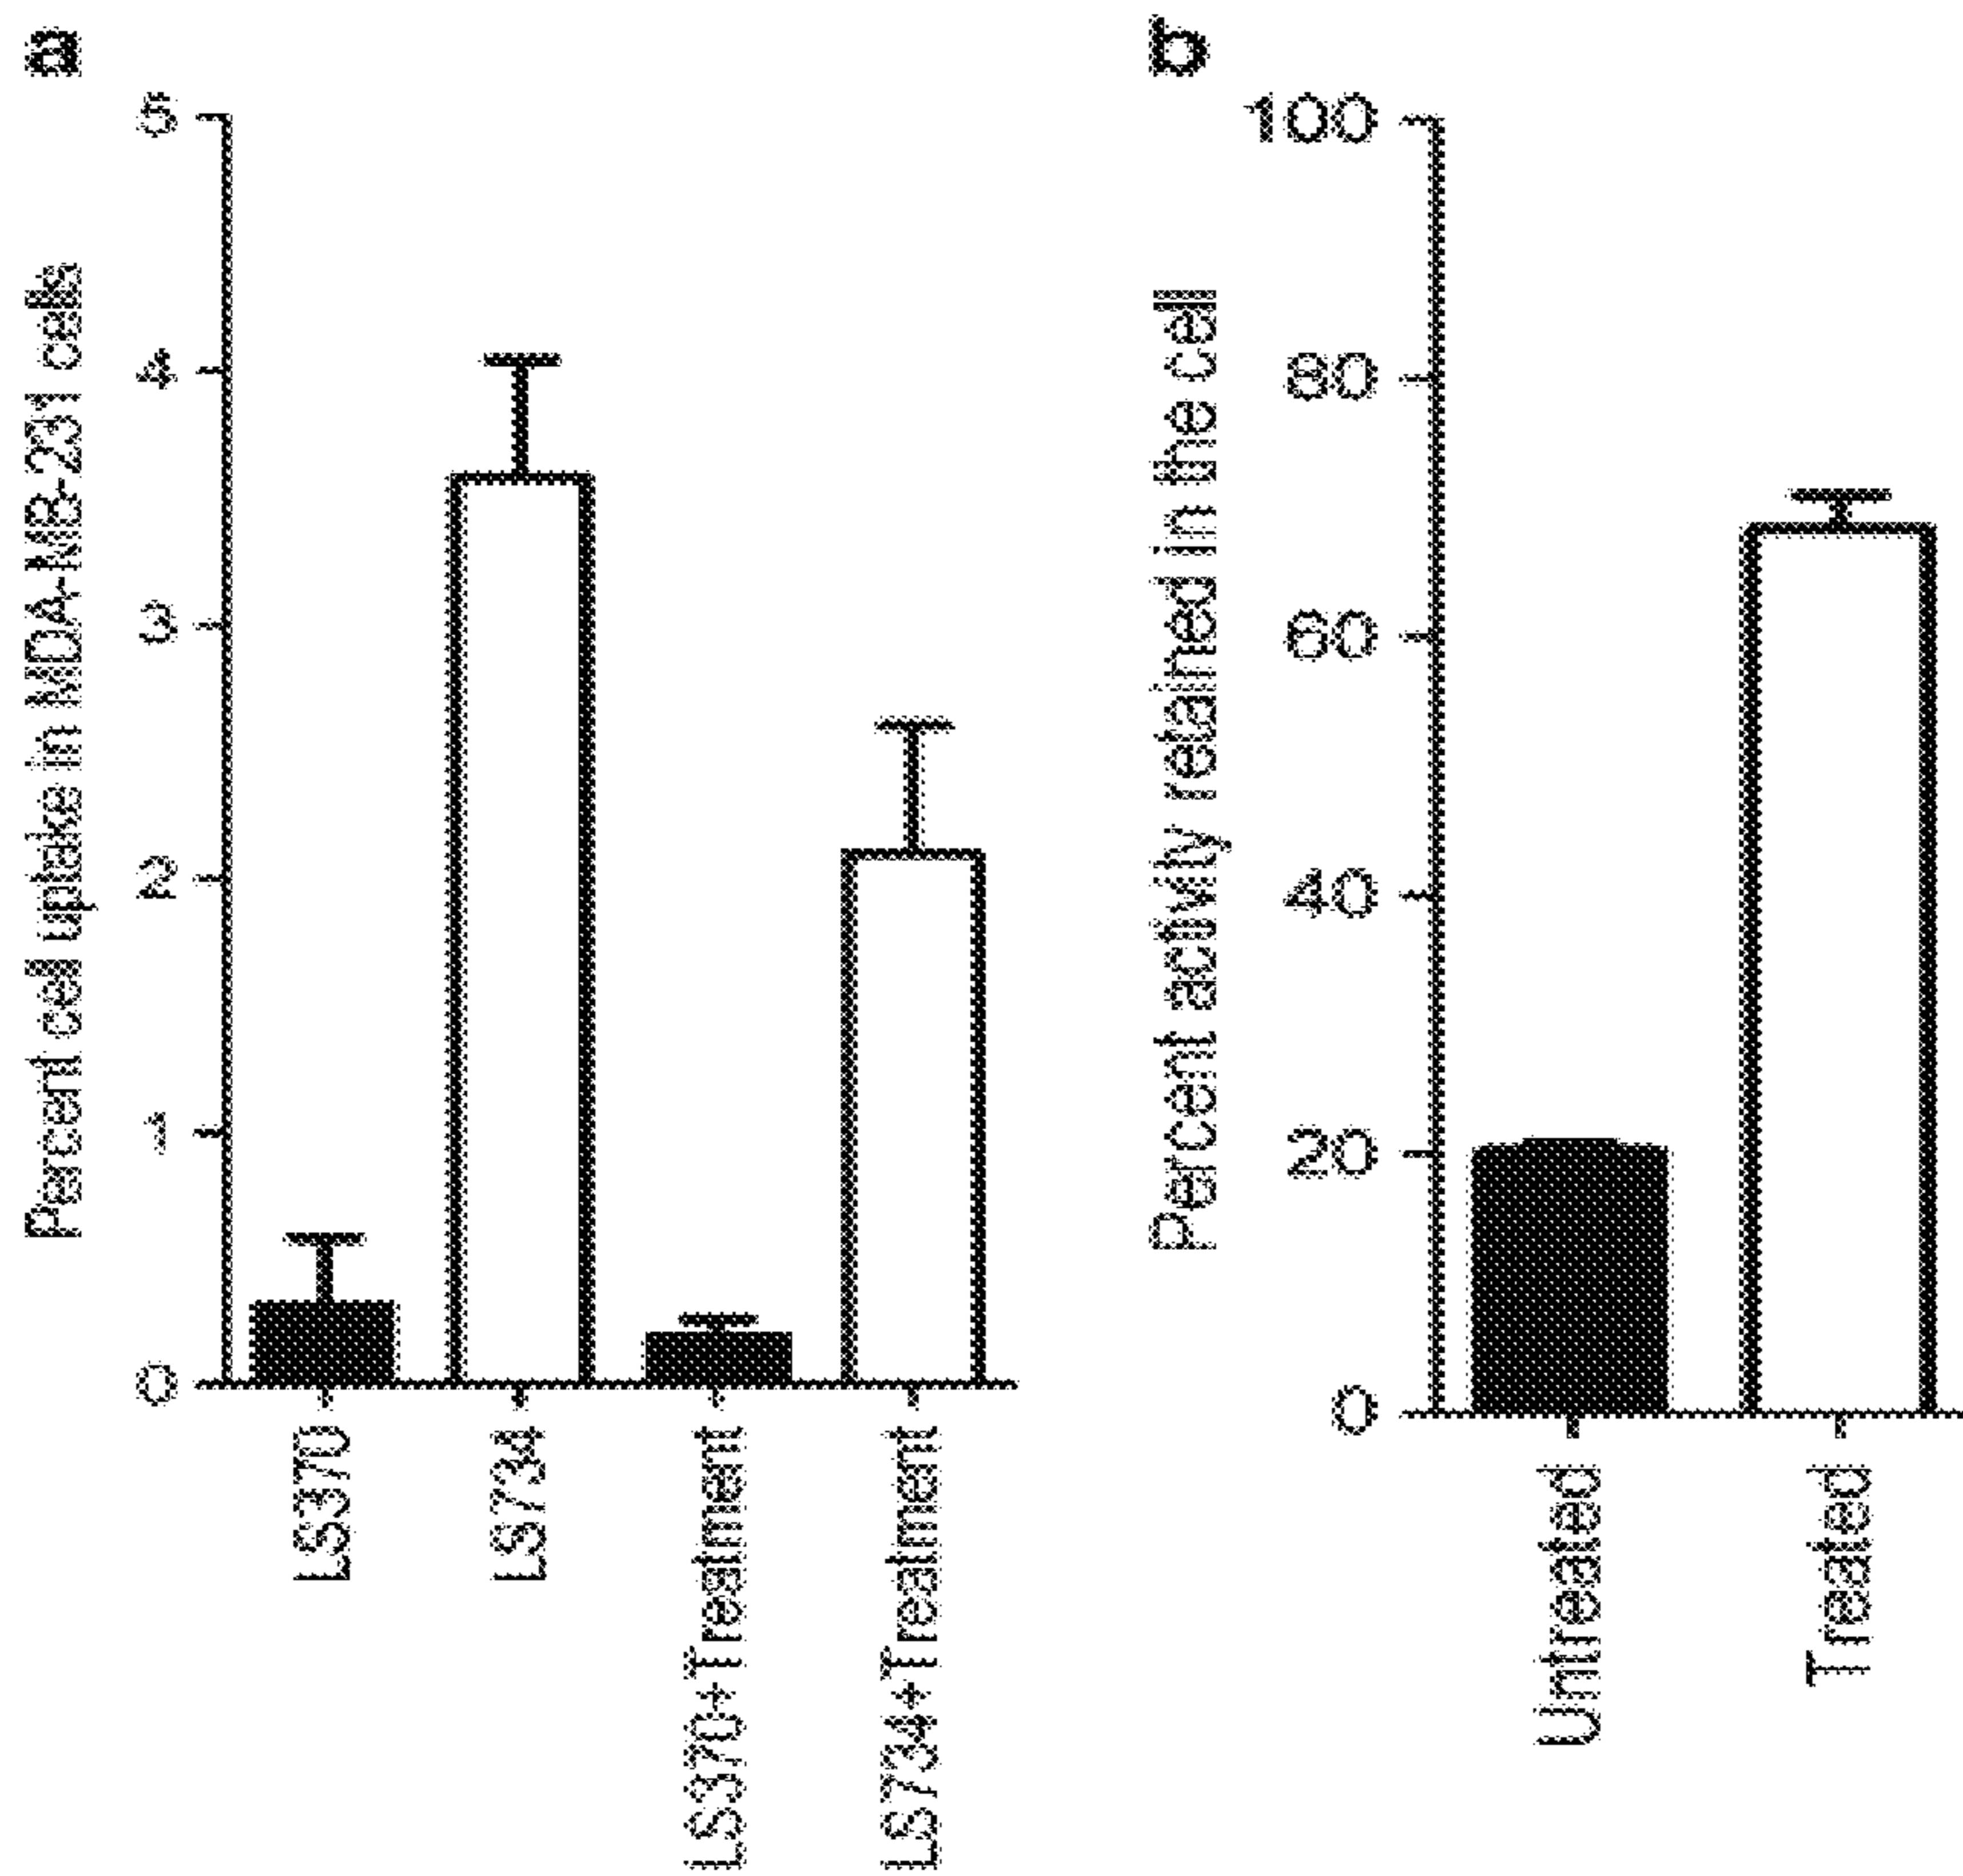 a
Percent cell uptake in MDA-MB-231 cells
5
4
3
2
1
0
LS370
LS734
LS370+Treatment
LS734+Treatment
b
Percent activity retained in the cell
100
80
60
40
20
0
Untreated
Treated